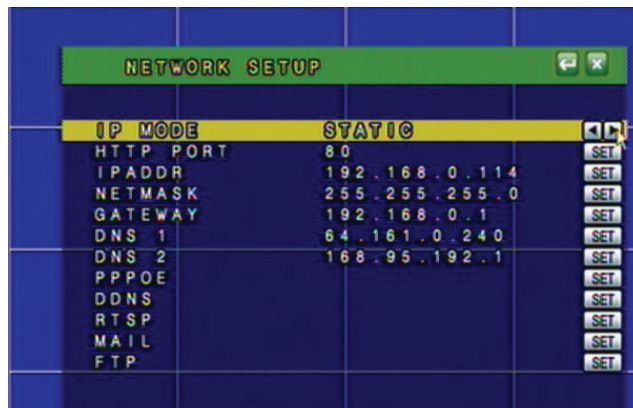 NETWORK SETUP
IP MODE STATIC
HTTP PORT 80 SET
IPADDR 192.168.0.114 SET
NETMASK 255.255.255.0 SET
GATEWAY 192.168.0.1 SET
DNS 1 64.161.0.240 SET
DNS 2 168.95.192.1 SET
PPPOE SET
DDNS SET
RTSP SET
MAIL SET
FTP SET